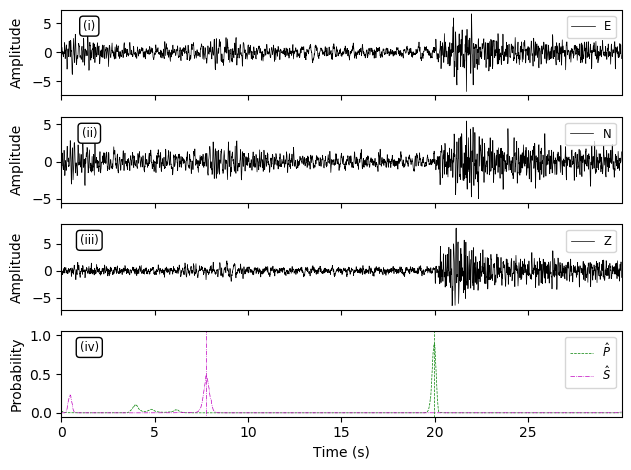 (i)
E
Amplitude
5
0
−5
(ii)
N
Amplitude
5
0
−5
(iii)
Z
Amplitude
5
0
−5
(iv)
P̂
Ŝ
Probability
1.0
0.5
0.0
0 5 10 15 20 25
Time (s)